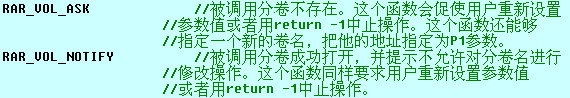 RAR_VOL_ASK //被调用分卷不存在。这个函数会促使用户重新设置
//参数值或者用return -1中止操作。这个函数还能够
//指定一个新的卷名，把他的地址指定为P1参数。
RAR_VOL_NOTIFY //被调用分卷成功打开，并提示不允许对分卷名进行
//修改操作。这个函数同样要求用户重新设置参数值
//或者用return -1中止操作。